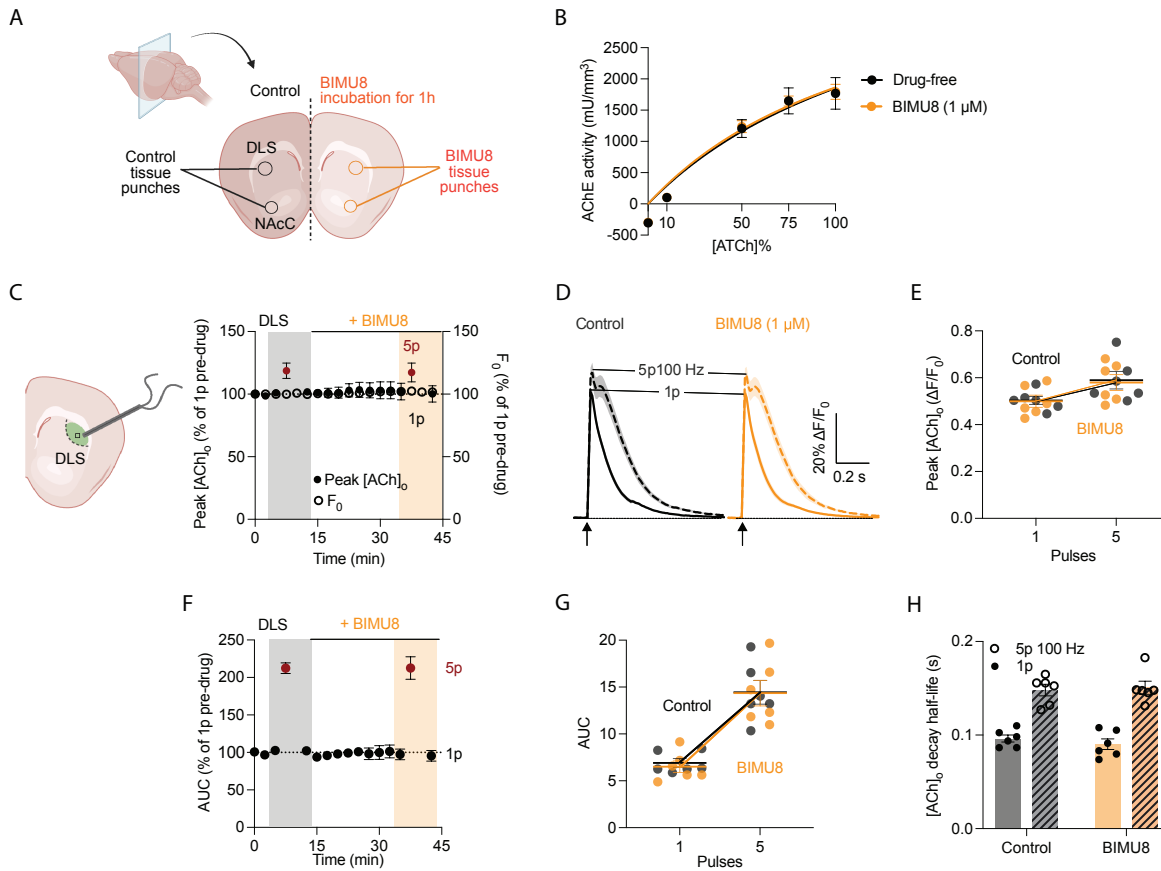 A
Control
BIMU8
incubation for 1h
DLS
NAcC
Control
tissue
punches
BIMU8
tissue
punches
B
2500
2000
1500
1000
500
0
-500
AChE activity (mU/mm³)
10
50
75
100
[ATCh]%
Drug-free
BIMU8 (1 µM)
C
DLS
DLS
+ BIMU8
150
100
50
0
Peak [ACh]o (% of 1p pre-drug)
5p
1p
Peak [ACh]o
F0
150
100
50
0
F0 (% of 1p pre-drug)
0
15
30
45
Time (min)
D
Control
BIMU8 (1 µM)
5p100 Hz
1p
20% ΔF/F0
0.2 s
E
0.8
0.6
0.4
0.2
0.0
Peak [ACh]o (ΔF/F0)
Control
BIMU8
1
5
Pulses
F
DLS
+ BIMU8
250
200
150
100
50
0
AUC (% of 1p pre-drug)
5p
1p
0
15
30
45
Time (min)
G
20
15
10
5
0
AUC
Control
BIMU8
1
5
Pulses
H
0.2
0.1
0.0
[ACh]o decay half-life (s)
5p 100 Hz
1p
Control
BIMU8